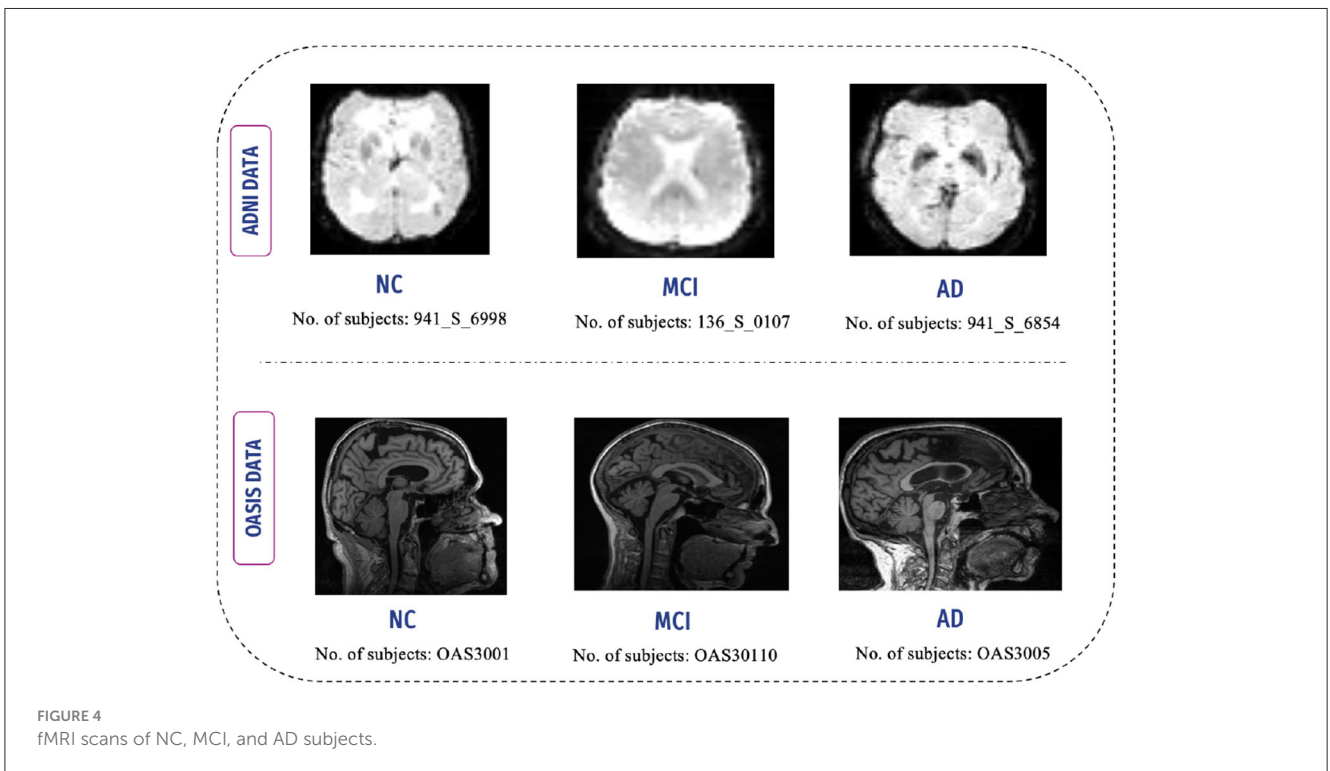 ADNI DATA
NC
MCI
AD
No. of subjects: 941_S_6998
No. of subjects: 136_S_0107
No. of subjects: 941_S_6854
OASIS DATA
NC
MCI
AD
No. of subjects: OAS3001
No. of subjects: OAS30110
No. of subjects: OAS3005
FIGURE 4
fMRI scans of NC, MCI, and AD subjects.